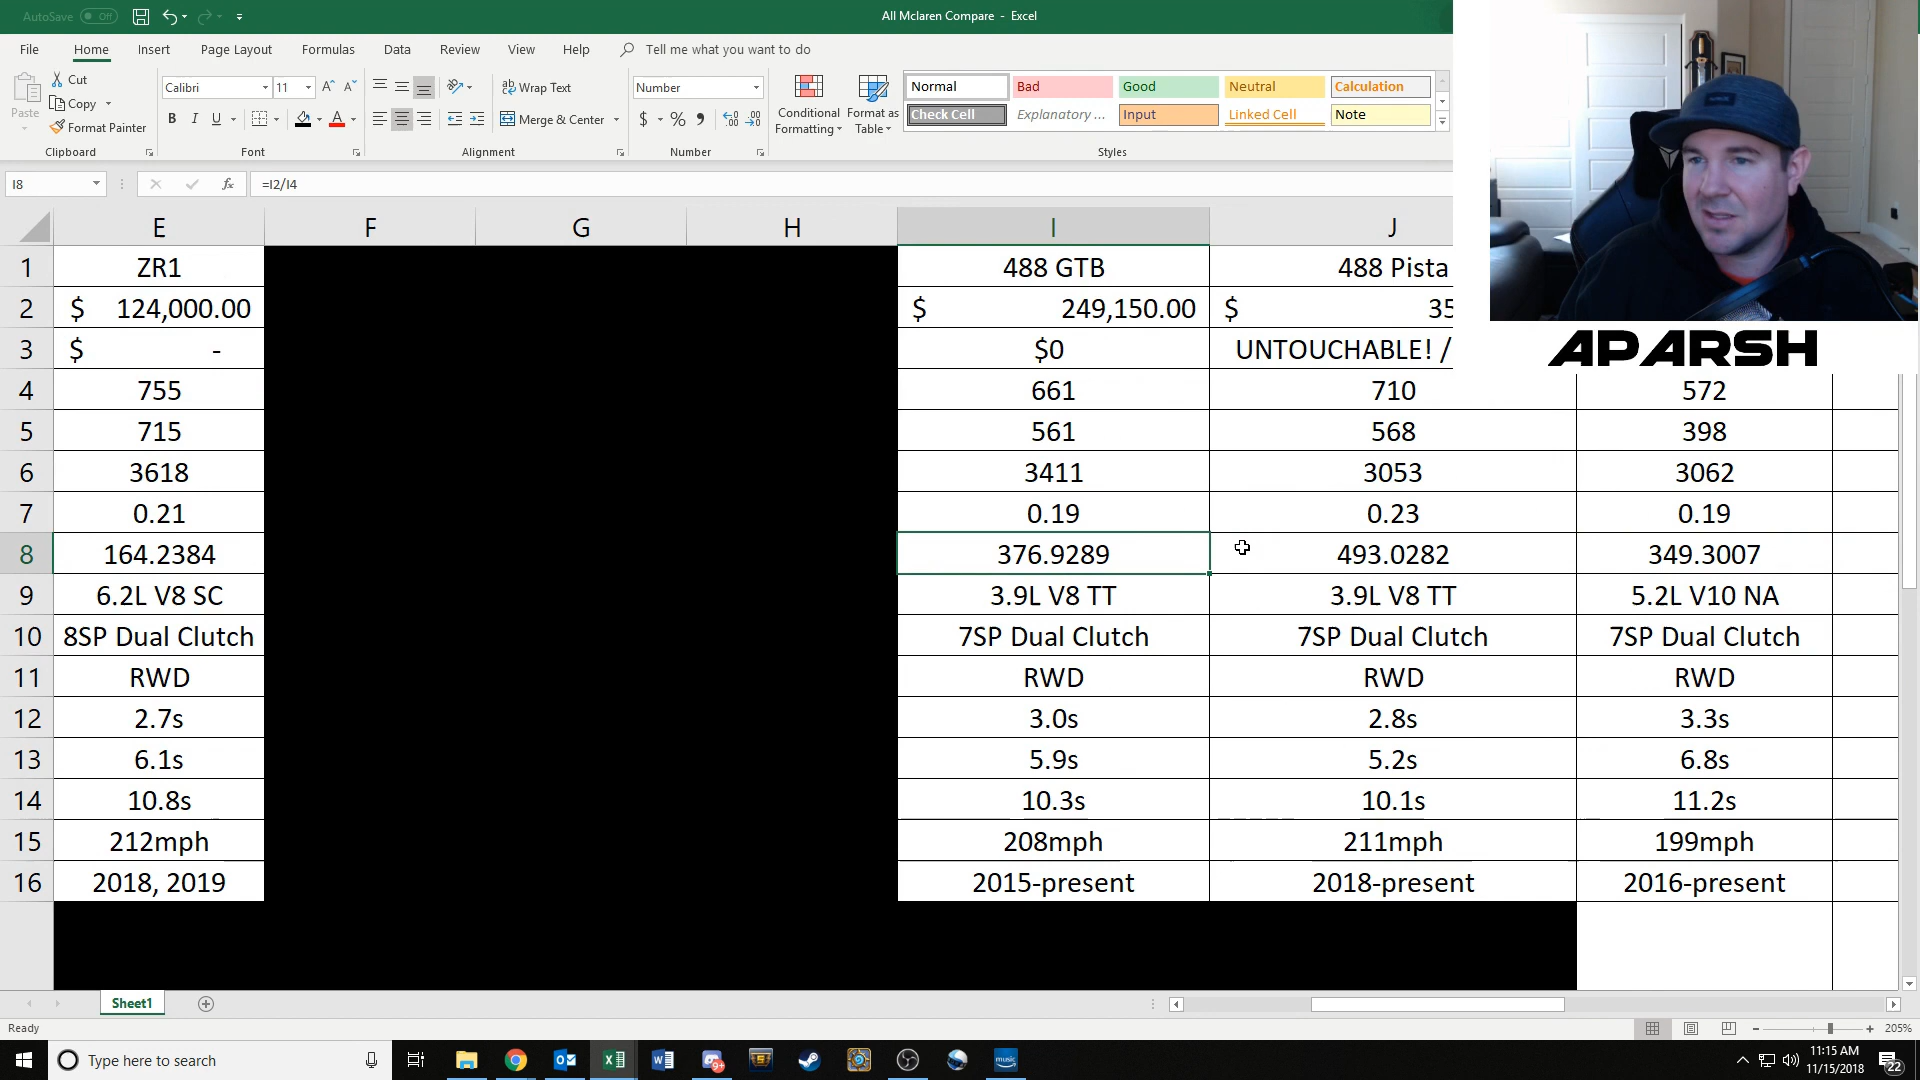 AutoSave Off
All Mclaren Compare - Excel
File Home Insert Page Layout Formulas Data Review View Help Tell me what you want to do
Paste
Cut
Copy
Format Painter
Clipboard
Calibri 11
B I U
Font
Wrap Text
Merge & Center
Alignment
Number
$ % 9
Number
Conditional Formatting
Format as Table
Normal Bad Good Neutral Calculation
Check Cell Explanatory ... Input Linked Cell Note
Styles
I8 fx =I2/I4
E F G H I J
1 ZR1 488 GTB 488 Pista
2 $ 124,000.00 $ 249,150.00 $ 35
3 $ - $0 UNTOUCHABLE! /
APARSH
4 755 661 710 572
5 715 561 568 398
6 3618 3411 3053 3062
7 0.21 0.19 0.23 0.19
8 164.2384 376.9289 493.0282 349.3007
9 6.2L V8 SC 3.9L V8 TT 3.9L V8 TT 5.2L V10 NA
10 8SP Dual Clutch 7SP Dual Clutch 7SP Dual Clutch 7SP Dual Clutch
11 RWD RWD RWD RWD
12 2.7s 3.0s 2.8s 3.3s
13 6.1s 5.9s 5.2s 6.8s
14 10.8s 10.3s 10.1s 11.2s
15 212mph 208mph 211mph 199mph
16 2018, 2019 2015-present 2018-present 2016-present
Sheet1
Ready
205%
Type here to search
music
11:15 AM
11/15/2018
22